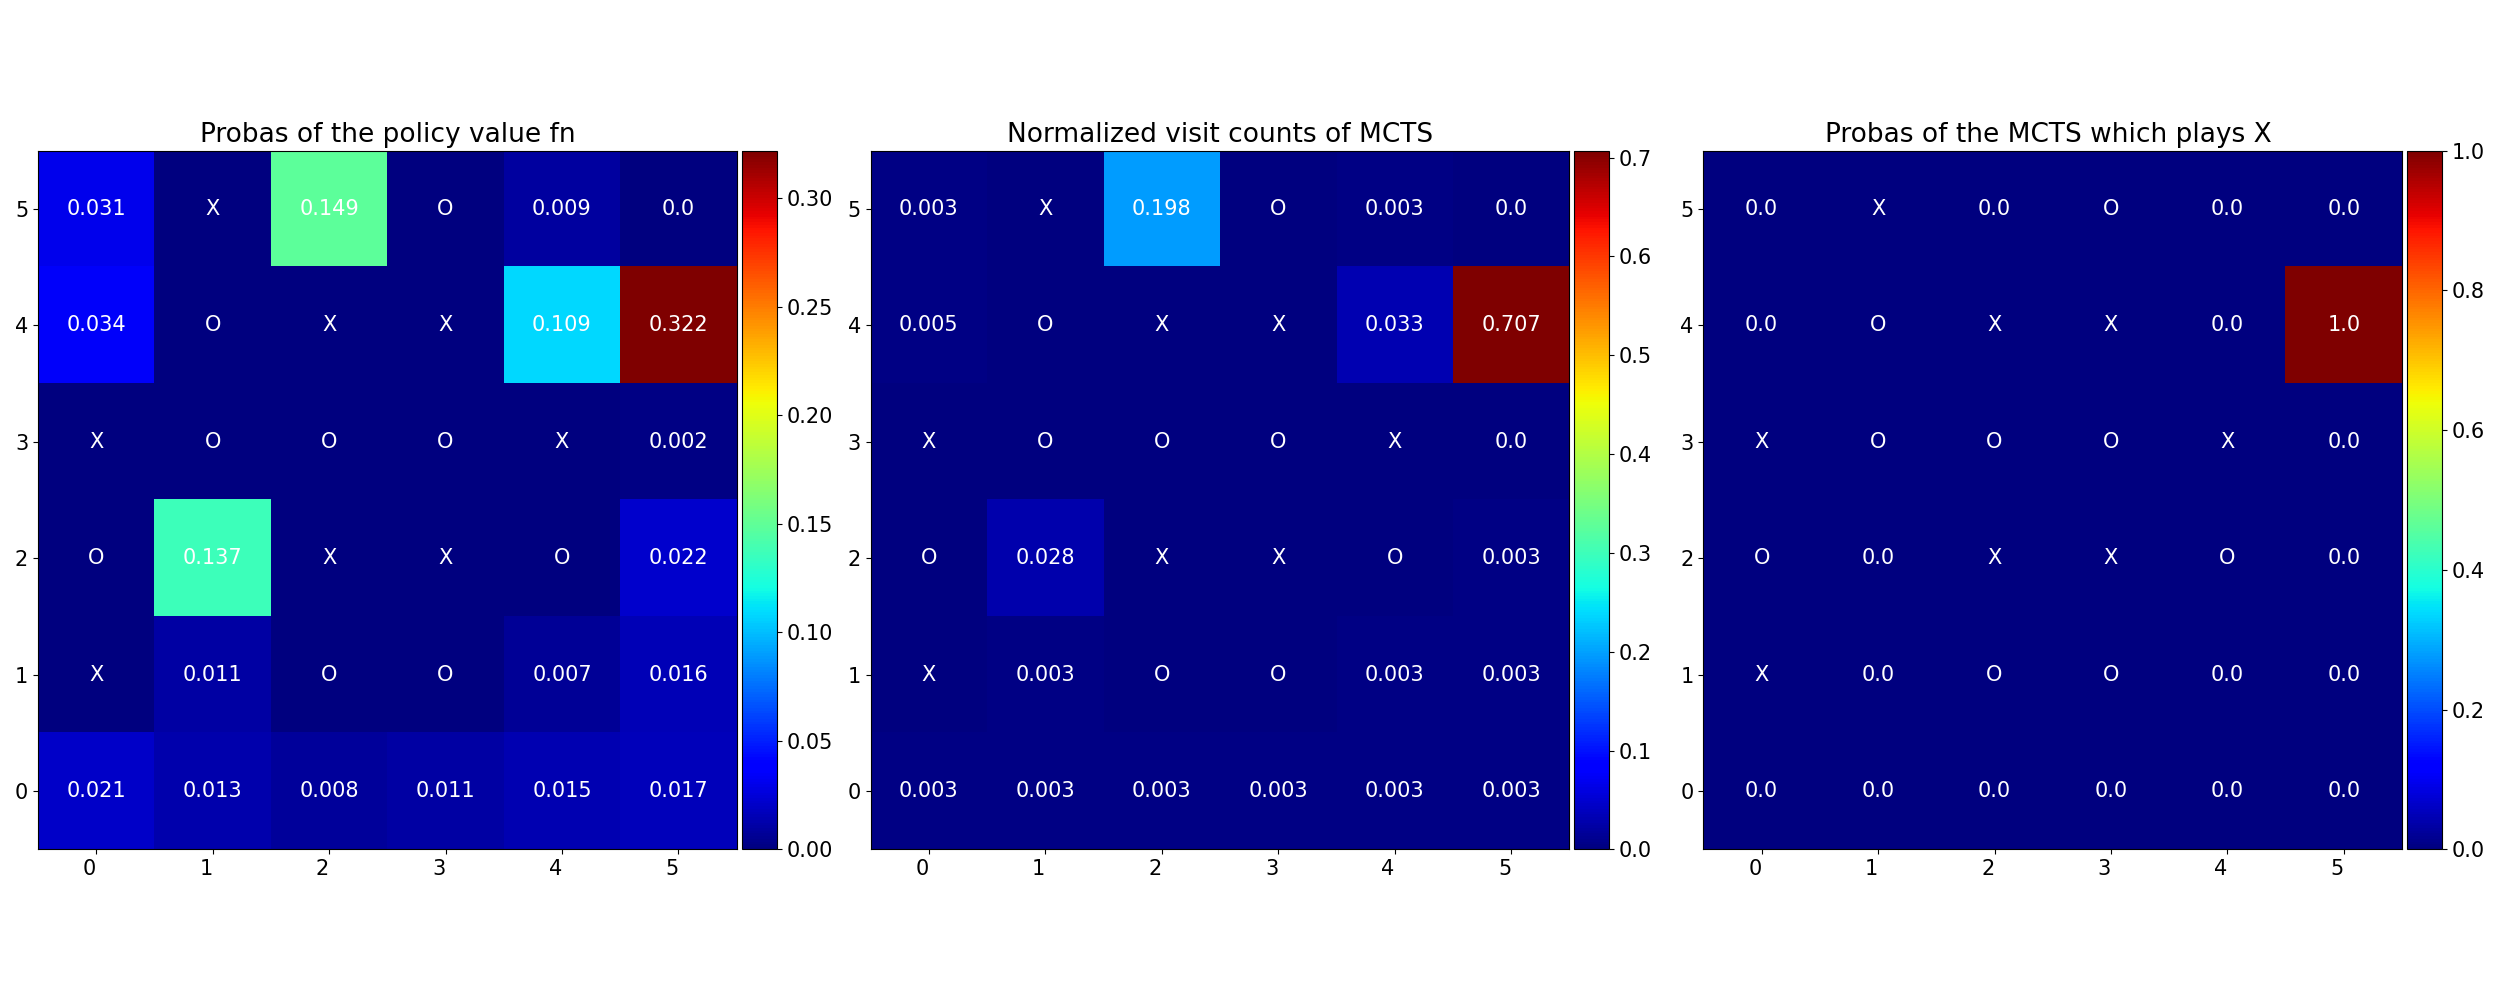 Probas of the policy value fn
5 0.031 X 0.149 O 0.009 0.0
4 0.034 O X X 0.109 0.322
3 X O O O X 0.002
2 O 0.137 X X O 0.022
1 X 0.011 O O 0.007 0.016
0 0.021 0.013 0.008 0.011 0.015 0.017
0 1 2 3 4 5
0.30
0.25
0.20
0.15
0.10
0.05
0.00
Normalized visit counts of MCTS
5 0.003 X 0.198 O 0.003 0.0
4 0.005 O X X 0.033 0.707
3 X O O O X 0.0
2 O 0.028 X X O 0.003
1 X 0.003 O O 0.003 0.003
0 0.003 0.003 0.003 0.003 0.003 0.003
0 1 2 3 4 5
0.7
0.6
0.5
0.4
0.3
0.2
0.1
0.0
Probas of the MCTS which plays X
5 0.0 X 0.0 O 0.0 0.0
4 0.0 O X X 0.0 1.0
3 X O O O X 0.0
2 O 0.0 X X O 0.0
1 X 0.0 O O 0.0 0.0
0 0.0 0.0 0.0 0.0 0.0 0.0
0 1 2 3 4 5
1.0
0.8
0.6
0.4
0.2
0.0